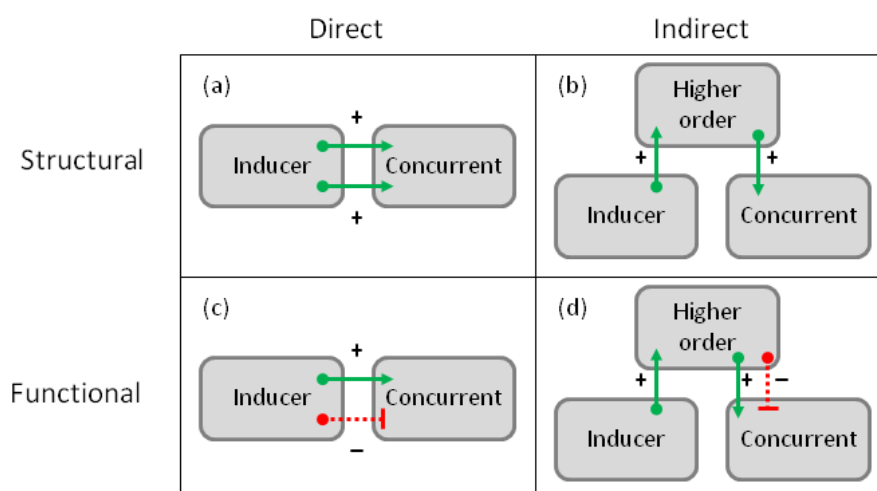 Direct
Indirect
Structural
(a)
+
Inducer
Concurrent
+
(b)
Higher
order
+
+
Inducer
Concurrent
Functional
(c)
+
Inducer
Concurrent
–
(d)
Higher
order
+
+
–
Inducer
Concurrent